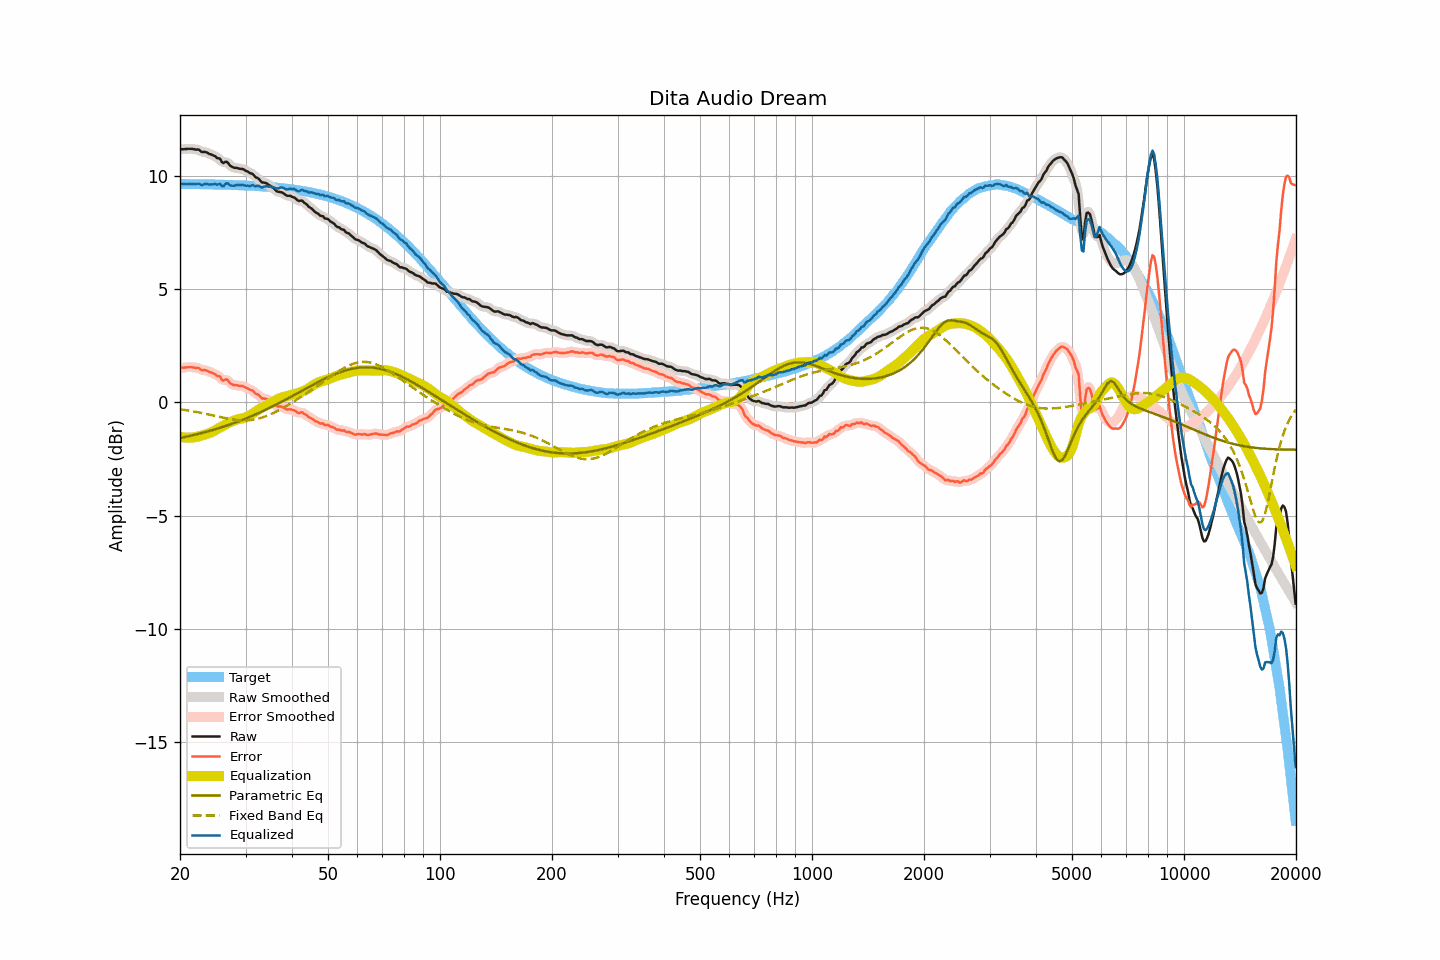 Dita Audio Dream
Amplitude (dBr)
10
5
0
−5
−10
−15
Target
Raw Smoothed
Error Smoothed
Raw
Error
Equalization
Parametric Eq
Fixed Band Eq
Equalized
20 50 100 200 500 1000 2000 5000 10000 20000
Frequency (Hz)